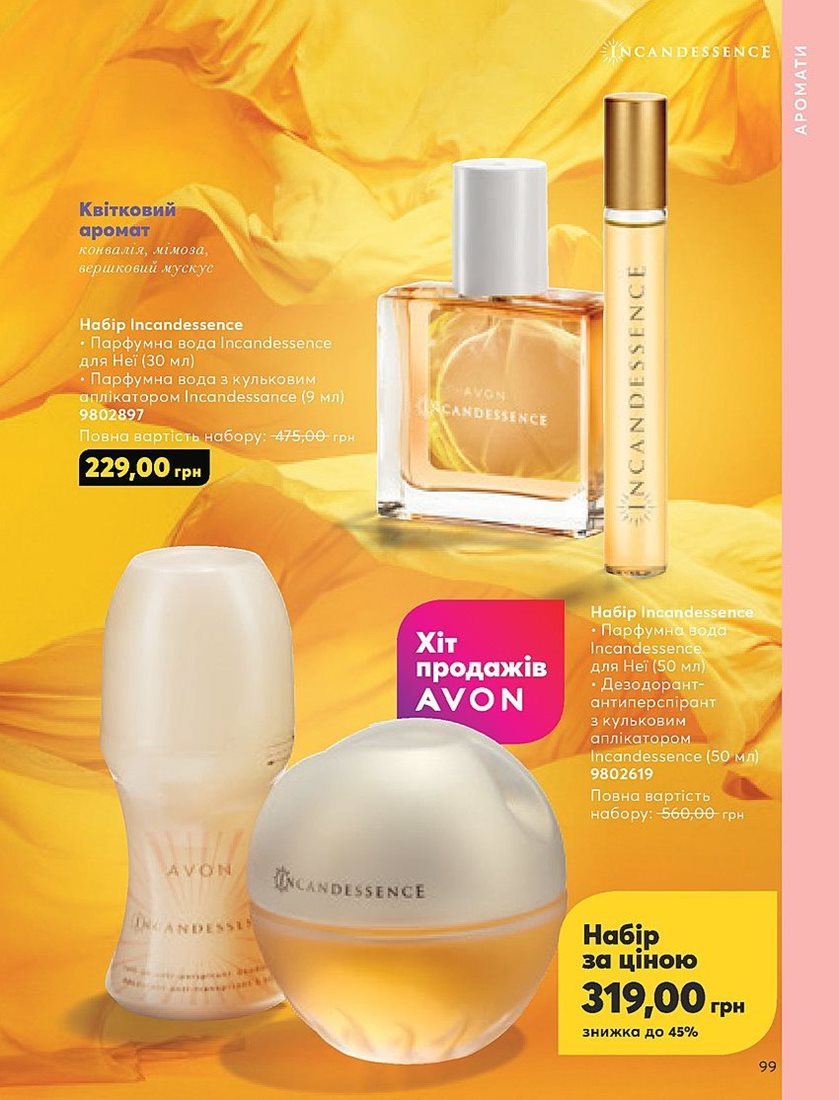 INCANDESSENCE
АРОМАТИ
Квітковий
аромат
конвалія, мімоза,
вершковий мускус
Набір Incandessence
• Парфумна вода Incandessence
для Неї (30 мл)
• Парфумна вода з кульковим
аплікатором Incandessance (9 мл)
9802897
Повна вартість набору: 475,00 грн
229,00 грн
AVON
INCANDESSENCE
INCANDESSENCE
Хіт
продажів
AVON
Набір Incandessence
• Парфумна вода
Incandessence
для Неї (50 мл)
• Дезодорант-
антиперспірант
з кульковим
аплікатором
Incandessence (50 мл)
9802619
Повна вартість
набору: 560,00 грн
AVON
INCANDESSEN
INCANDESSENCE
Набір
за ціною
319,00 грн
знижка до 45%
99